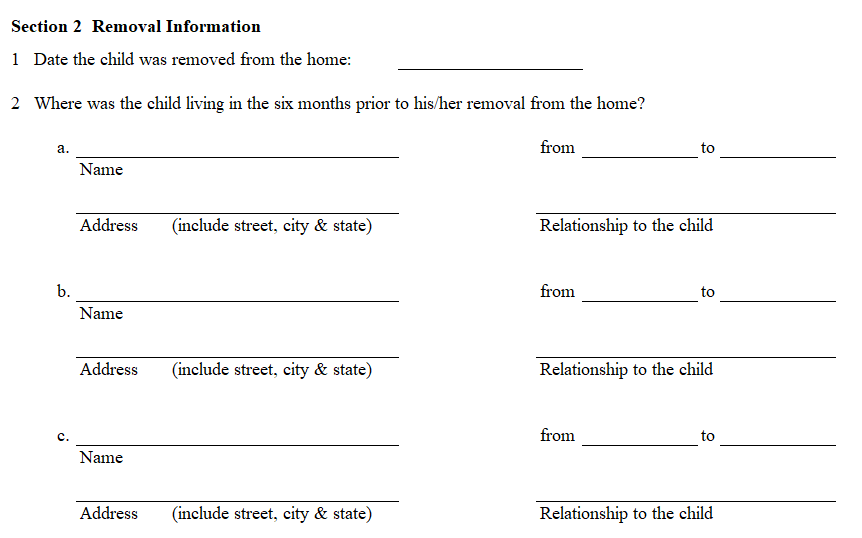 Section 2 Removal Information
1 Date the child was removed from the home:
2 Where was the child living in the six months prior to his/her removal from the home?
a. from to
Name
Address (include street, city & state) Relationship to the child
b. from to
Name
Address (include street, city & state) Relationship to the child
c. from to
Name
Address (include street, city & state) Relationship to the child